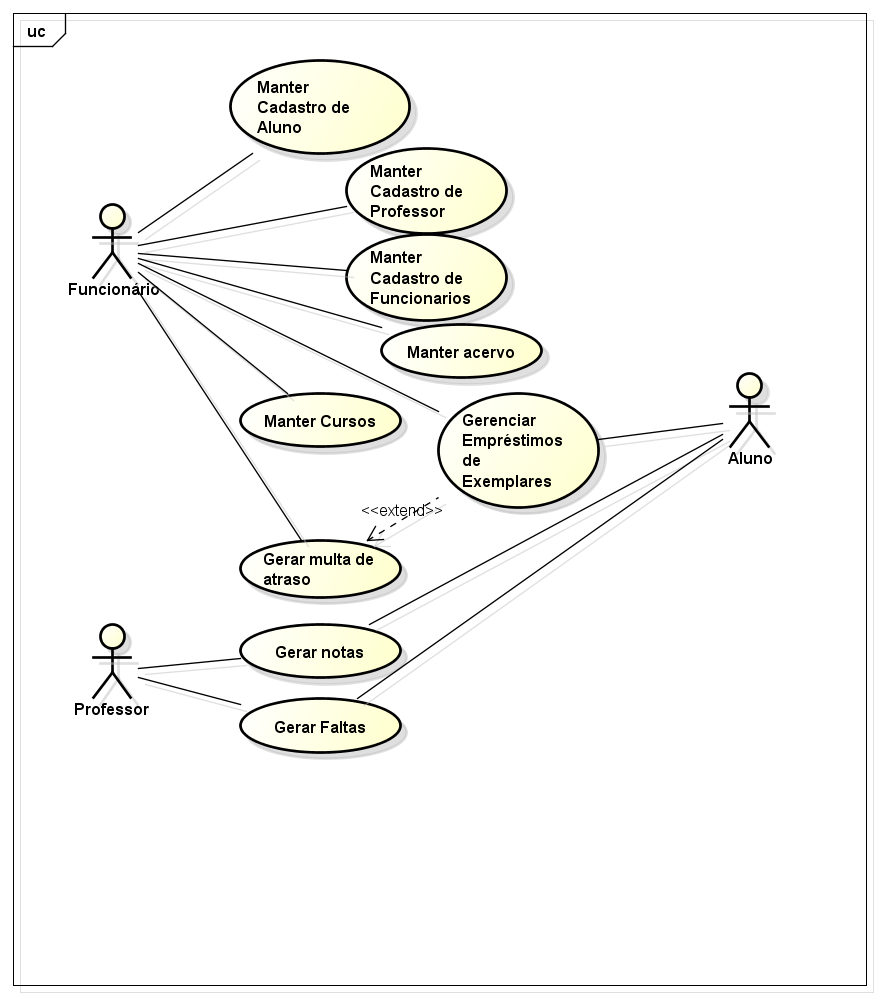 uc
Manter
Cadastro de
Aluno
Manter
Cadastro de
Professor
Funcionário
Manter
Cadastro de
Funcionarios
Manter acervo
Manter Cursos
Gerenciar
Empréstimos
de
Exemplares
Aluno
<<extend>>
Gerar multa de
atraso
Gerar notas
Professor
Gerar Faltas